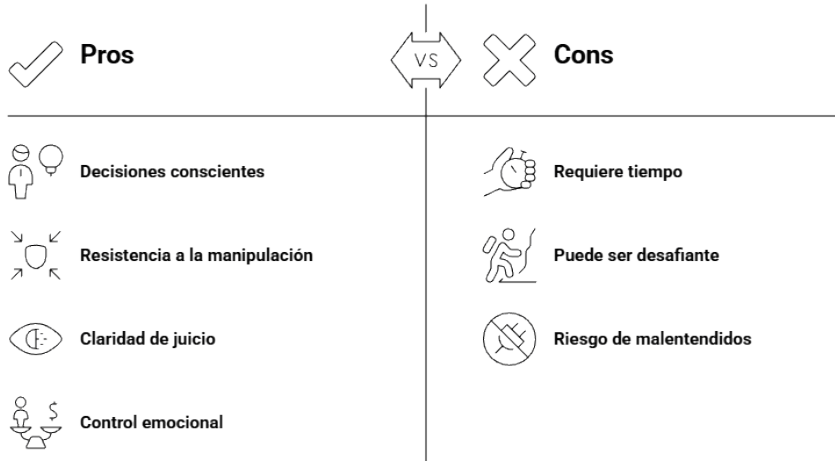 Pros
VS
Cons
Decisiones conscientes
Requiere tiempo
Resistencia a la manipulación
Puede ser desafiante
Claridad de juicio
Riesgo de malentendidos
Control emocional
$